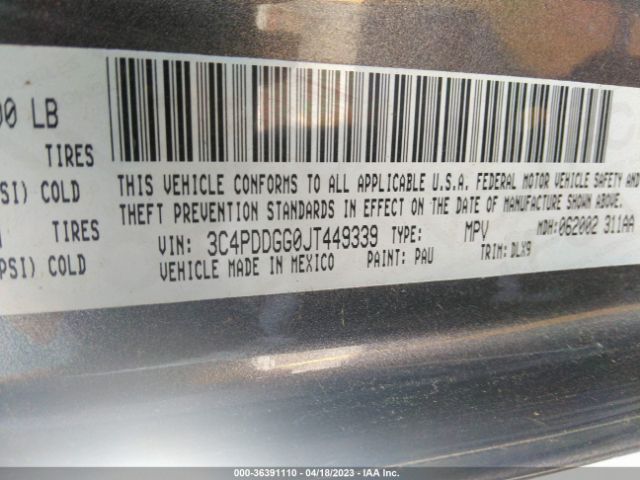 00 LB
TIRES
PSI) COLD
TIRES
PSI) COLD
THIS VEHICLE CONFORMS TO ALL APPLICABLE U.S.A. FEDERAL MOTOR VEHICLE SAFETY AND
THEFT PREVENTION STANDARDS IN EFFECT ON THE DATE OF MANUFACTURE SHOWN ABOVE.
VIN: 3C4PDDGG0JT449339 TYPE: MPV MDH:062002 311AA
VEHICLE MADE IN MEXICO PAINT: PAU TRIM: DLX9
000-36391110 - 04/18/2023 - IAA Inc.